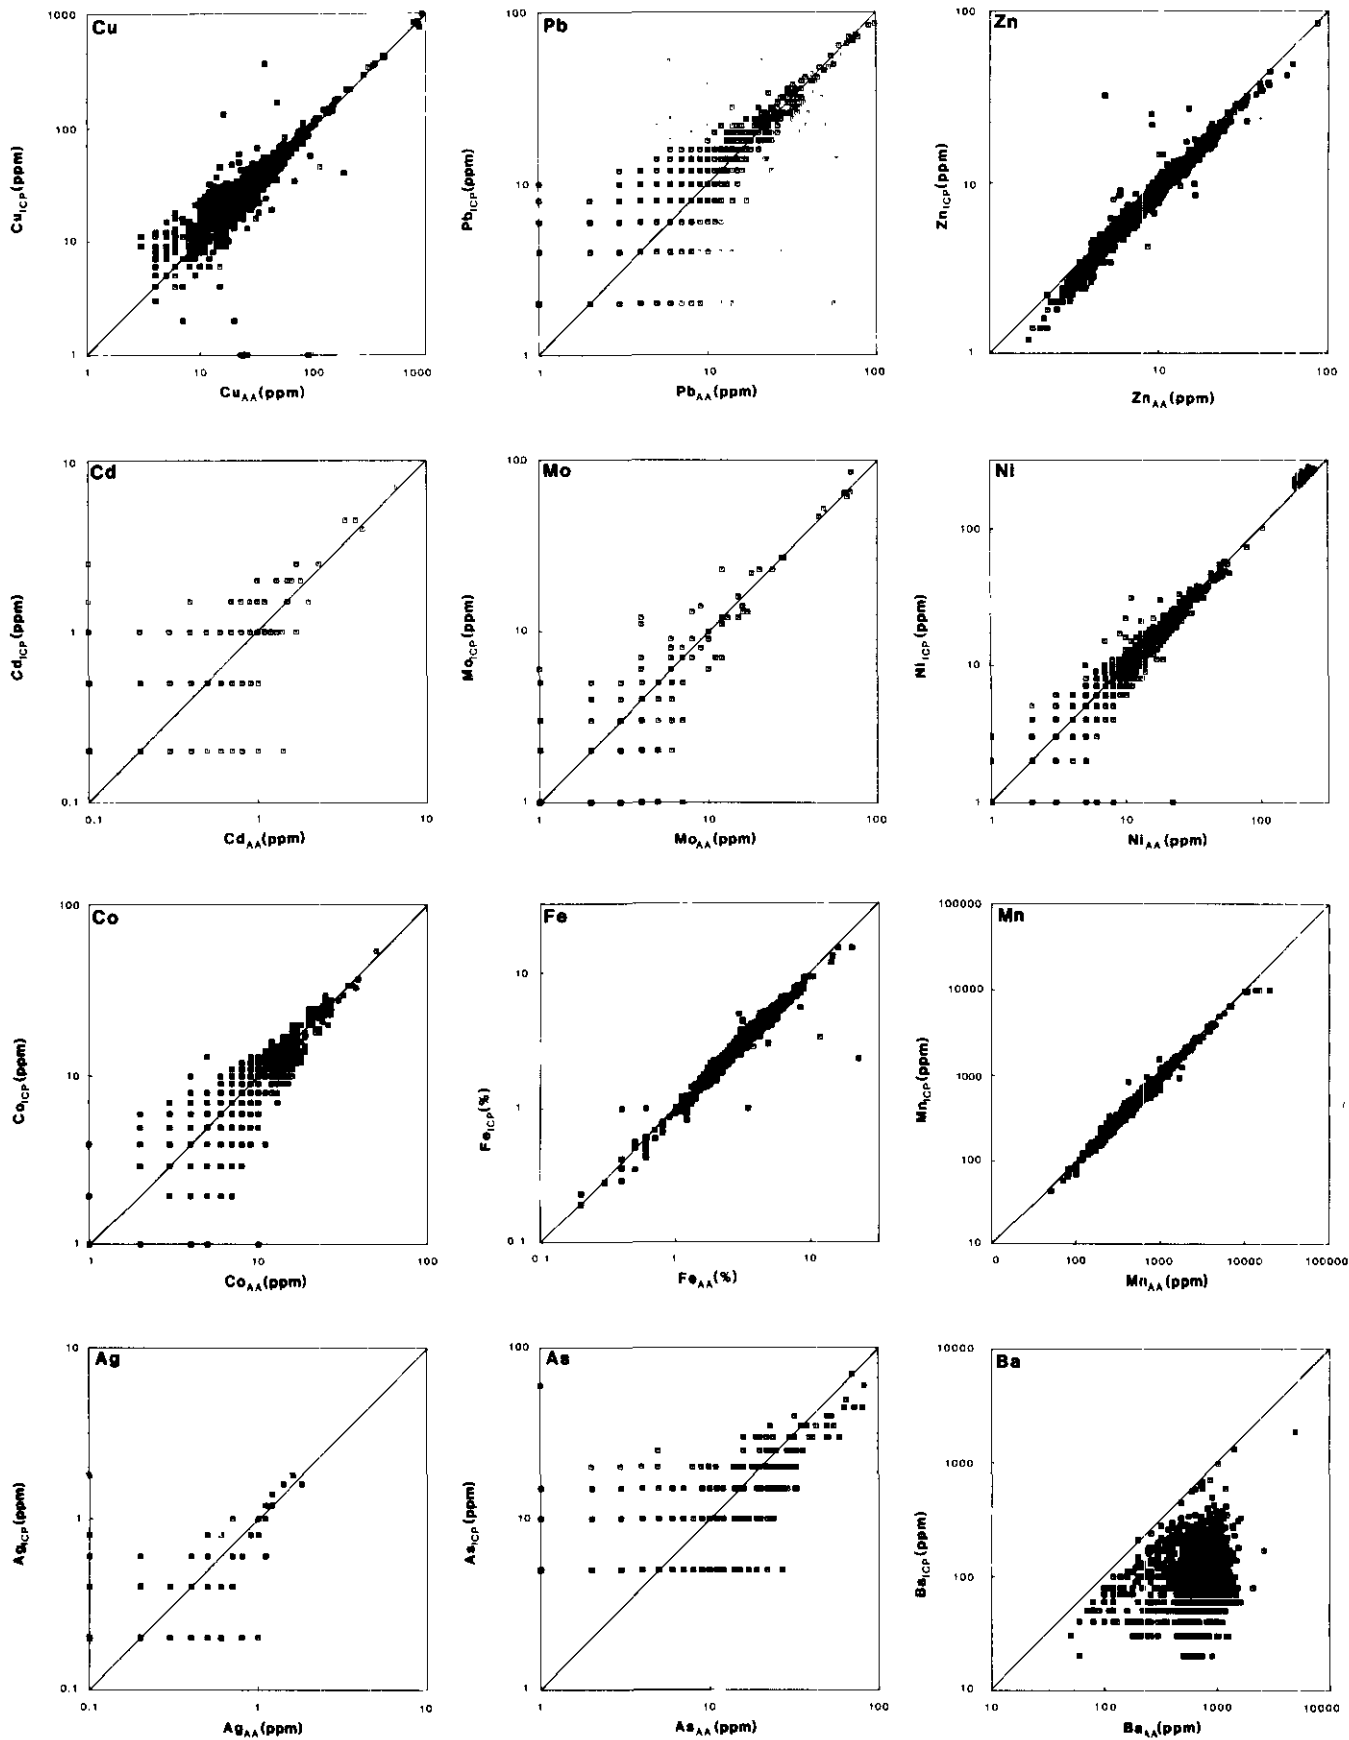 Cu
1000
100
10
1
1 10 100 1000
Cu_ICP (ppm)
Cu_AA (ppm)
Pb
100
10
1
1 10 100
Pb_ICP (ppm)
Pb_AA (ppm)
Zn
100
10
1
10 100
Zn_ICP (ppm)
Zn_AA (ppm)
Cd
10
1
0.1
0.1 1 10
Cd_ICP (ppm)
Cd_AA (ppm)
Mo
100
10
1
1 10 100
Mo_ICP (ppm)
Mo_AA (ppm)
Ni
100
10
1
1 10 100
Ni_ICP (ppm)
Ni_AA (ppm)
Co
100
10
1
1 10 100
Co_ICP (ppm)
Co_AA (ppm)
Fe
10
1
0.1
0.1 1 10
Fe_ICP (%)
Fe_AA (%)
Mn
100000
10000
1000
100
10
0 100 1000 10000 100000
Mn_ICP (ppm)
Mn_AA (ppm)
Ag
10
1
0.1
0.1 1 10
Ag_ICP (ppm)
Ag_AA (ppm)
As
100
10
1
1 10 100
As_ICP (ppm)
As_AA (ppm)
Ba
10000
1000
100
10
10 100 1000 10000
Ba_ICP (ppm)
Ba_AA (ppm)